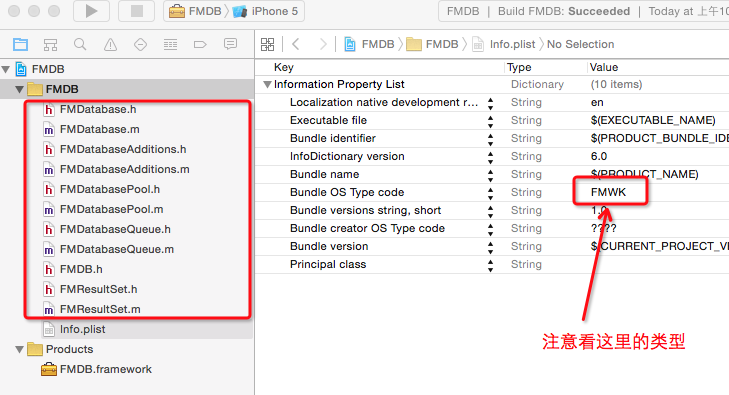 FMDB
iPhone 5
FMDB
Build FMDB: Succeeded
Today at 上午10
FMDB
FMDB
Info.plist
No Selection
FMDB
FMDB
FMDatabase.h
FMDatabase.m
FMDatabaseAdditions.h
FMDatabaseAdditions.m
FMDatabasePool.h
FMDatabasePool.m
FMDatabaseQueue.h
FMDatabaseQueue.m
FMDB.h
FMResultSet.h
FMResultSet.m
Info.plist
Products
FMDB.framework
Key Type Value
Information Property List Dictionary (10 items)
Localization native development r... String en
Executable file String $(EXECUTABLE_NAME)
Bundle identifier String $(PRODUCT_BUNDLE_IDE
InfoDictionary version String 6.0
Bundle name String $(PRODUCT_NAME)
Bundle OS Type code String FMWK
Bundle versions string, short String 1.0
Bundle creator OS Type code String ????
Bundle version String $(CURRENT_PROJECT_VE
Principal class String
注意看这里的类型